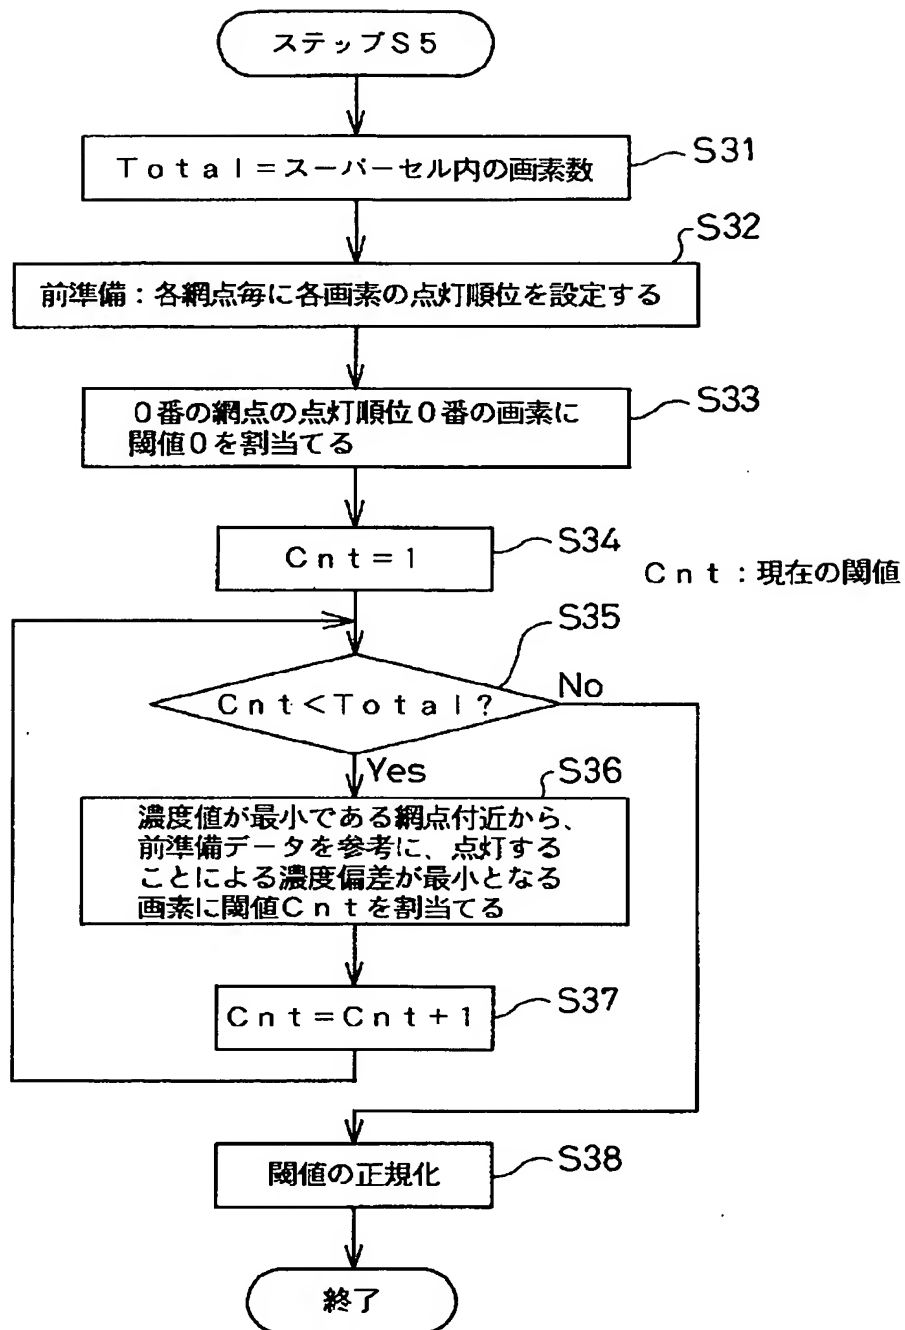 ステップS5
Total=スーパーセル内の画素数
S31
S32
前準備:各網点毎に各画素の点灯順位を設定する
0番の網点の点灯順位0番の画素に
閾値0を割当てる
S33
Cnt=1
S34
Cnt:現在の閾値
S35
Cnt<Total?
No
Yes
S36
濃度値が最小である網点付近から、
前準備データを参考に、点灯する
ことによる濃度偏差が最小となる
画素に閾値Cntを割当てる
Cnt=Cnt+1
S37
閾値の正規化
S38
終了